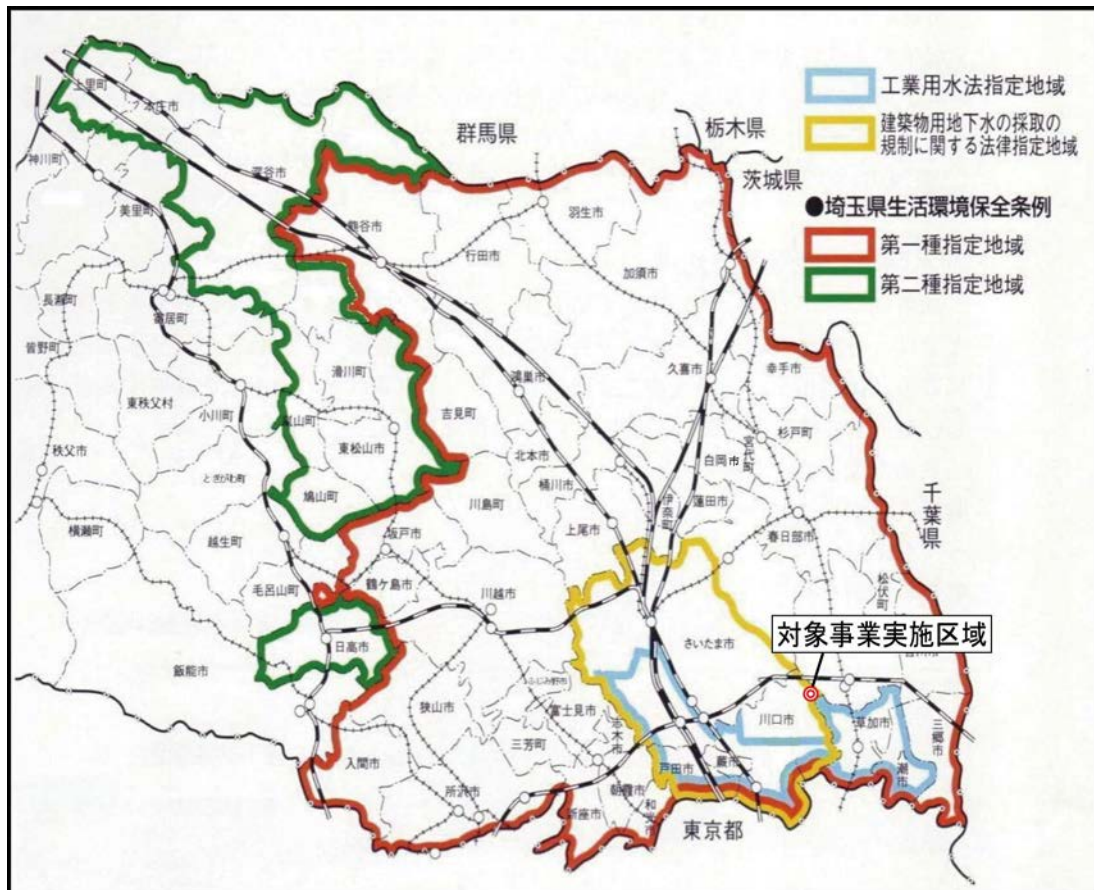 工業用水法指定地域
建築物用地下水の採取の
規制に関する法律指定地域
●埼玉県生活環境保全条例
第一種指定地域
第二種指定地域
群馬県
栃木県
茨城県
千葉県
東京都
対象事業実施区域
上里町
本庄市
神川町
深谷市
美里町
熊谷市
羽生市
行田市
加須市
長瀞町
寄居町
皆野町
滑川町
鴻巣市
久喜市
幸手市
東秩父村
小川町
嵐山町
吉見町
宮代町
杉戸町
秩父市
東松山市
北本市
白岡市
ときがわ町
桶川市
伊奈町
蓮田市
鳩山町
川島町
横瀬町
越生町
坂戸市
上尾市
春日部市
松伏町
毛呂山町
鶴ケ島市
川越市
さいたま市
日高市
飯能市
ふじみ野市
狭山市
富士見市
志木市
川口市
草加市
三郷市
三芳町
入間市
戸田市
蕨市
八潮市
所沢市
朝霞市
新座市
和光市